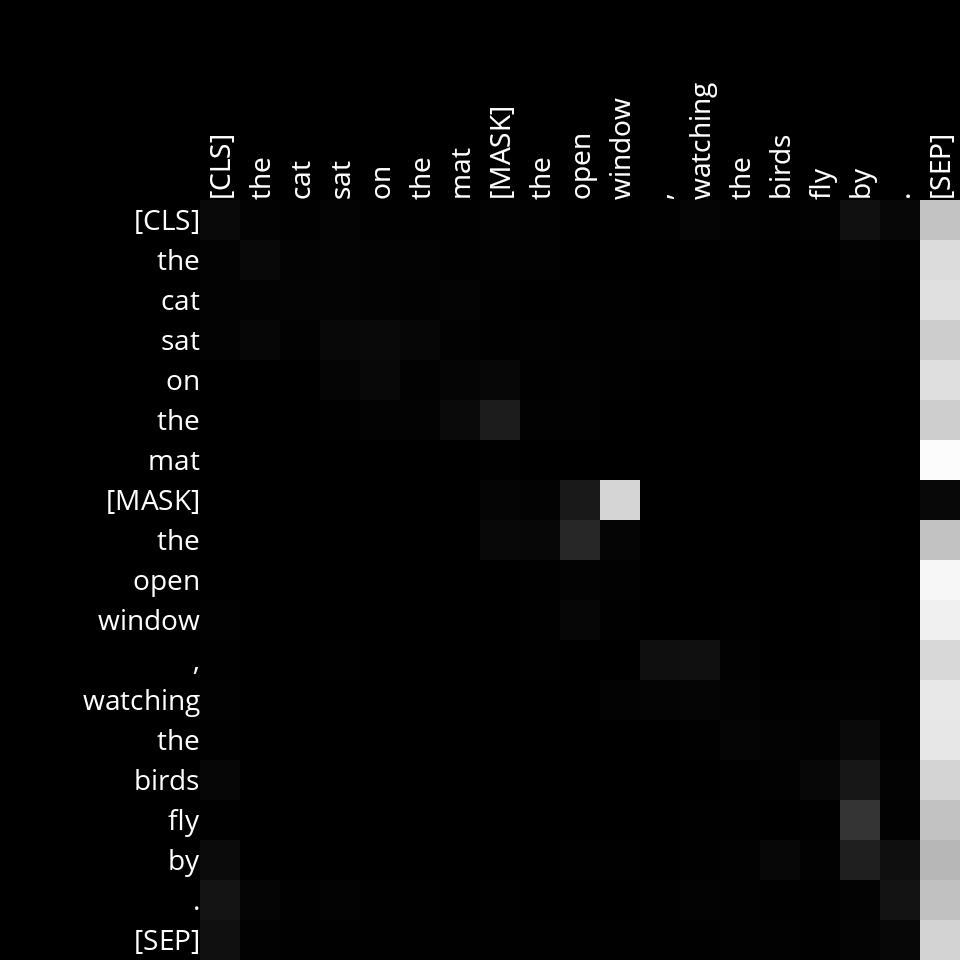 [CLS] the cat sat on the mat [MASK] the open window , watching the birds fly by . [SEP]
[CLS]
the
cat
sat
on
the
mat
[MASK]
the
open
window
,
watching
the
birds
fly
by
.
[SEP]